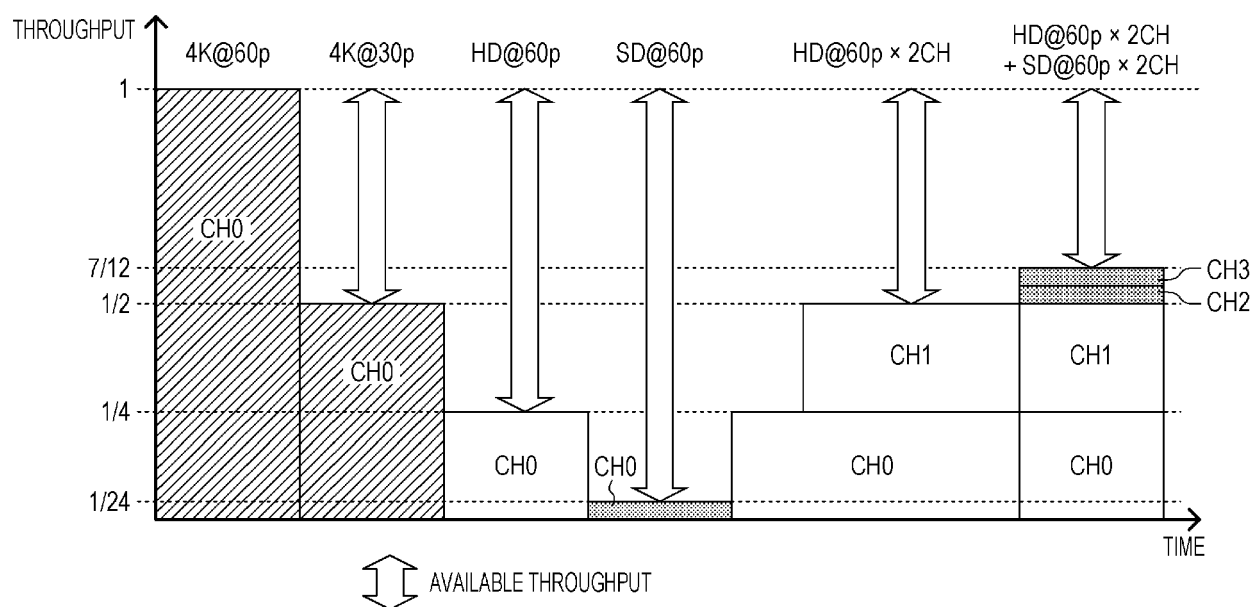 THROUGHPUT
4K@60p
4K@30p
HD@60p
SD@60p
HD@60p × 2CH
HD@60p × 2CH
+ SD@60p × 2CH
1
7/12
1/2
1/4
1/24
CH0
CH0
CH0
CH0
CH0
CH1
CH0
CH1
CH2
CH3
TIME
AVAILABLE THROUGHPUT